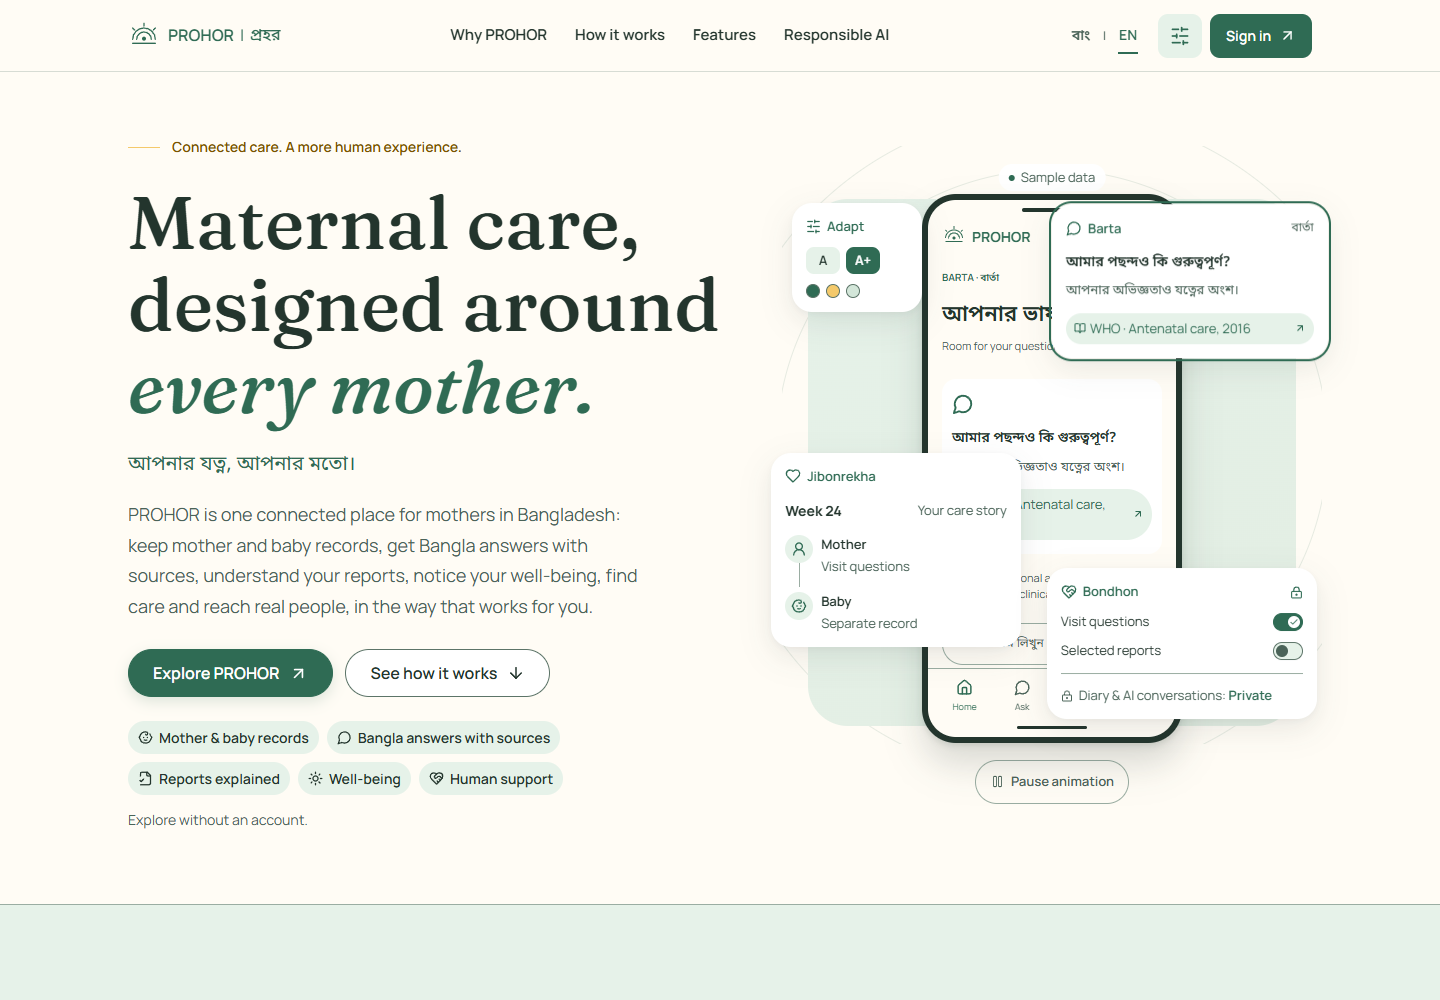 PROHOR | প্রহর
Why PROHOR
How it works
Features
Responsible AI
বাং | EN
Sign in
Connected care. A more human experience.
Maternal care,
designed around
every mother.
আপনার যত্ন, আপনার মতো।
PROHOR is one connected place for mothers in Bangladesh:
keep mother and baby records, get Bangla answers with
sources, understand your reports, notice your well-being, find
care and reach real people, in the way that works for you.
Explore PROHOR
See how it works
Mother & baby records
Bangla answers with sources
Reports explained
Well-being
Human support
Explore without an account.
Sample data
Adapt
A A+
PROHOR
BARTA · বার্তা
আপনার
Room for your
আমার পছন্দও কি গুরুত্বপূর্ণ?
যত্নের অংশ।
care,
Barta
বার্তা
আমার পছন্দও কি গুরুত্বপূর্ণ?
আপনার অভিজ্ঞতাও যত্নের অংশ।
WHO · Antenatal care, 2016
Jibonrekha
Week 24
Your care story
Mother
Visit questions
Baby
Separate record
লিখুন
Home
Ask
Bondhon
Visit questions
Selected reports
Diary & AI conversations: Private
Pause animation